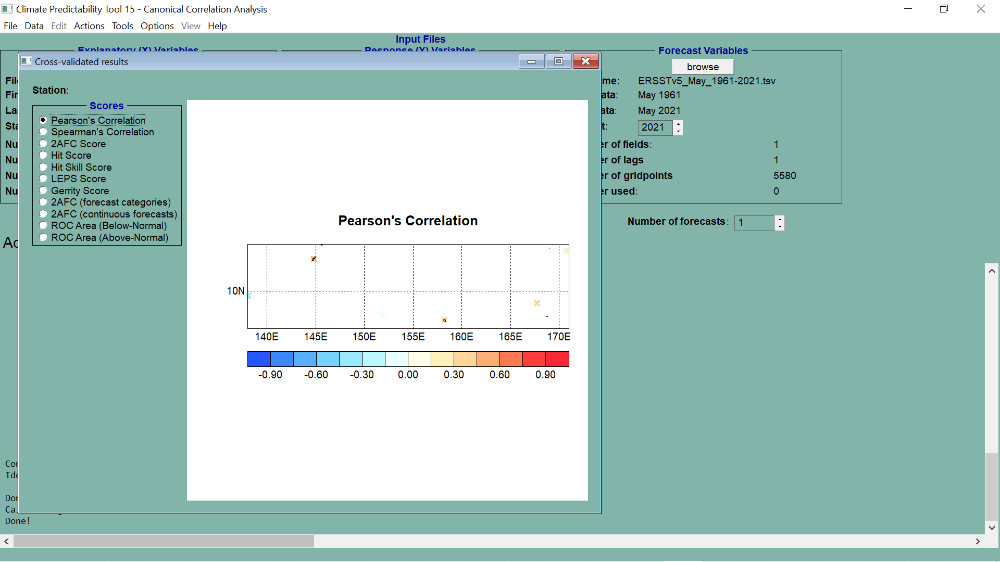 Climate Predictability Tool 15 - Canonical Correlation Analysis
File Data Edit Actions Tools Options View Help
Input Files
Explanatory (X) Variables Response (Y) Variables Forecast Variables
browse
Cross-validated results
me: ERSSTv5_May_1961-2021.tsv
ata: May 1961
ata: May 2021
t: 2021
er of fields: 1
er of lags 1
er of gridpoints 5580
er used: 0
Number of forecasts: 1
Fil
Fir
La
Sta
Nu
Nu
Nu
Nu
Ac
Station:
Scores
Pearson's Correlation
Spearman's Correlation
2AFC Score
Hit Score
Hit Skill Score
LEPS Score
Gerrity Score
2AFC (forecast categories)
2AFC (continuous forecasts)
ROC Area (Below-Normal)
ROC Area (Above-Normal)
Pearson's Correlation
10N
140E 145E 150E 155E 160E 165E 170E
-0.90 -0.60 -0.30 0.00 0.30 0.60 0.90
Cor
Ide
Dor
Cal
Done!